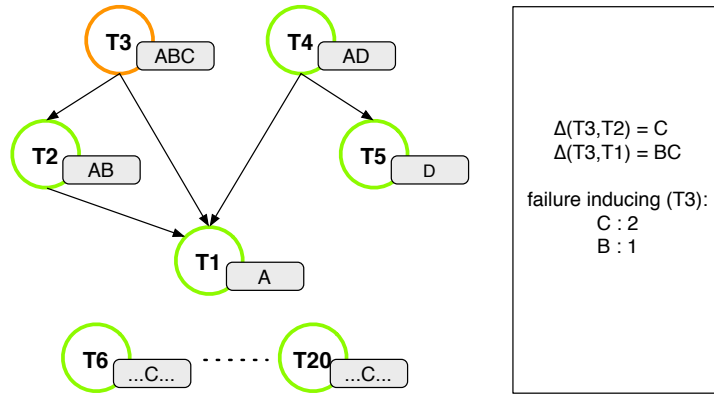 T3
ABC
T4
AD
T2
AB
T5
D
T1
A
T6
...C...
T20
...C...
Δ(T3,T2) = C
Δ(T3,T1) = BC
failure inducing (T3):
C : 2
B : 1